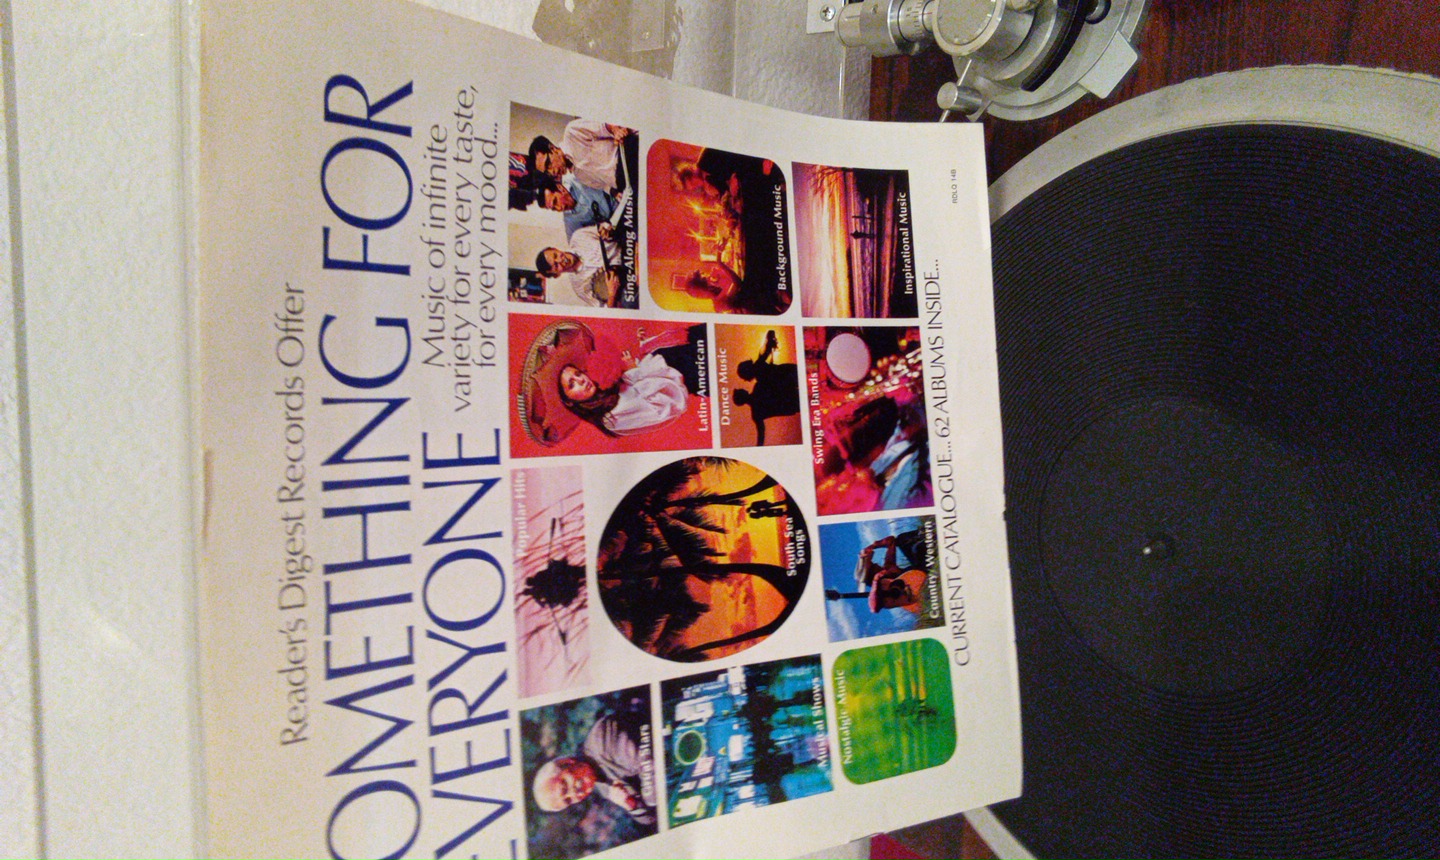 Reader's Digest Records Offer
OMETHING FOR
EVERYONE
Music of infinite
variety for every taste,
for every mood...
Popular Hits
Latin-American
Sing-Along Music
Great Stars
South Sea
Songs
Dance Music
Background Music
Musical Shows
Nostalgic Music
Country/Western
Swing Era Bands
Inspirational Music
CURRENT CATALOGUE... 62 ALBUMS INSIDE...
RDLQ 14B